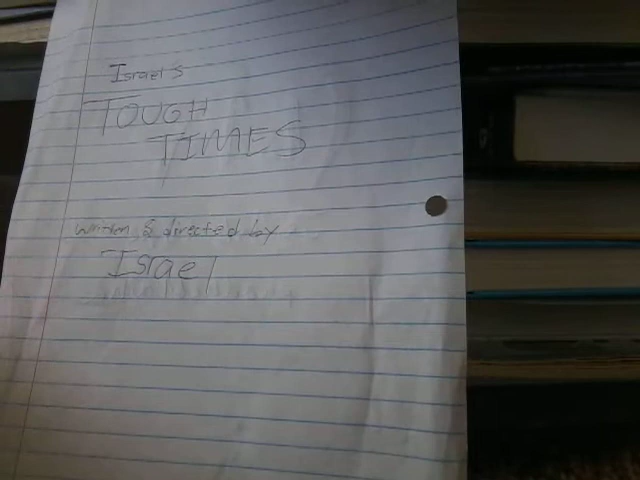 Israel's
TOUGH
TIMES
written & directed by
Israel